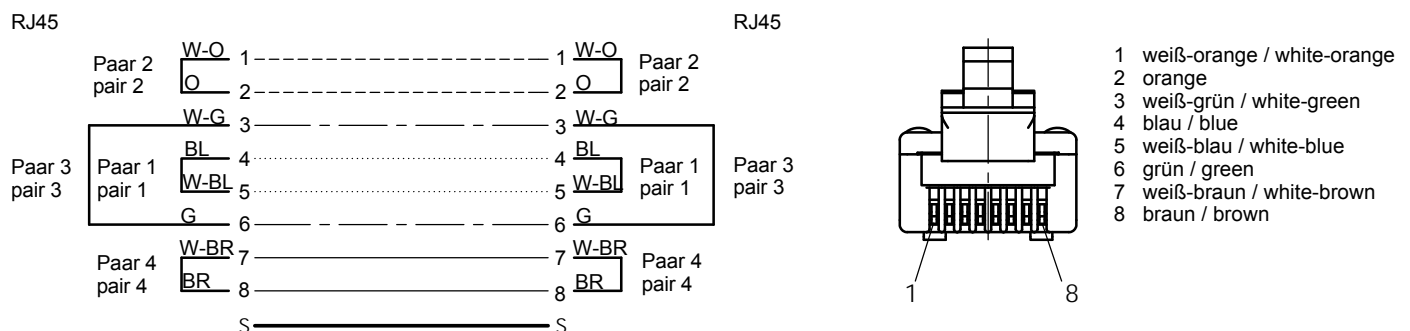 RJ45
RJ45
Paar 2
pair 2
W-O 1
O 2
1 W-O
2 O
Paar 2
pair 2
W-G 3
3 W-G
Paar 3
pair 3
Paar 1
pair 1
BL 4
W-BL 5
4 BL
5 W-BL
Paar 1
pair 1
Paar 3
pair 3
G 6
6 G
Paar 4
pair 4
W-BR 7
BR 8
7 W-BR
8 BR
Paar 4
pair 4
S S
1 8
1 weiß-orange / white-orange
2 orange
3 weiß-grün / white-green
4 blau / blue
5 weiß-blau / white-blue
6 grün / green
7 weiß-braun / white-brown
8 braun / brown